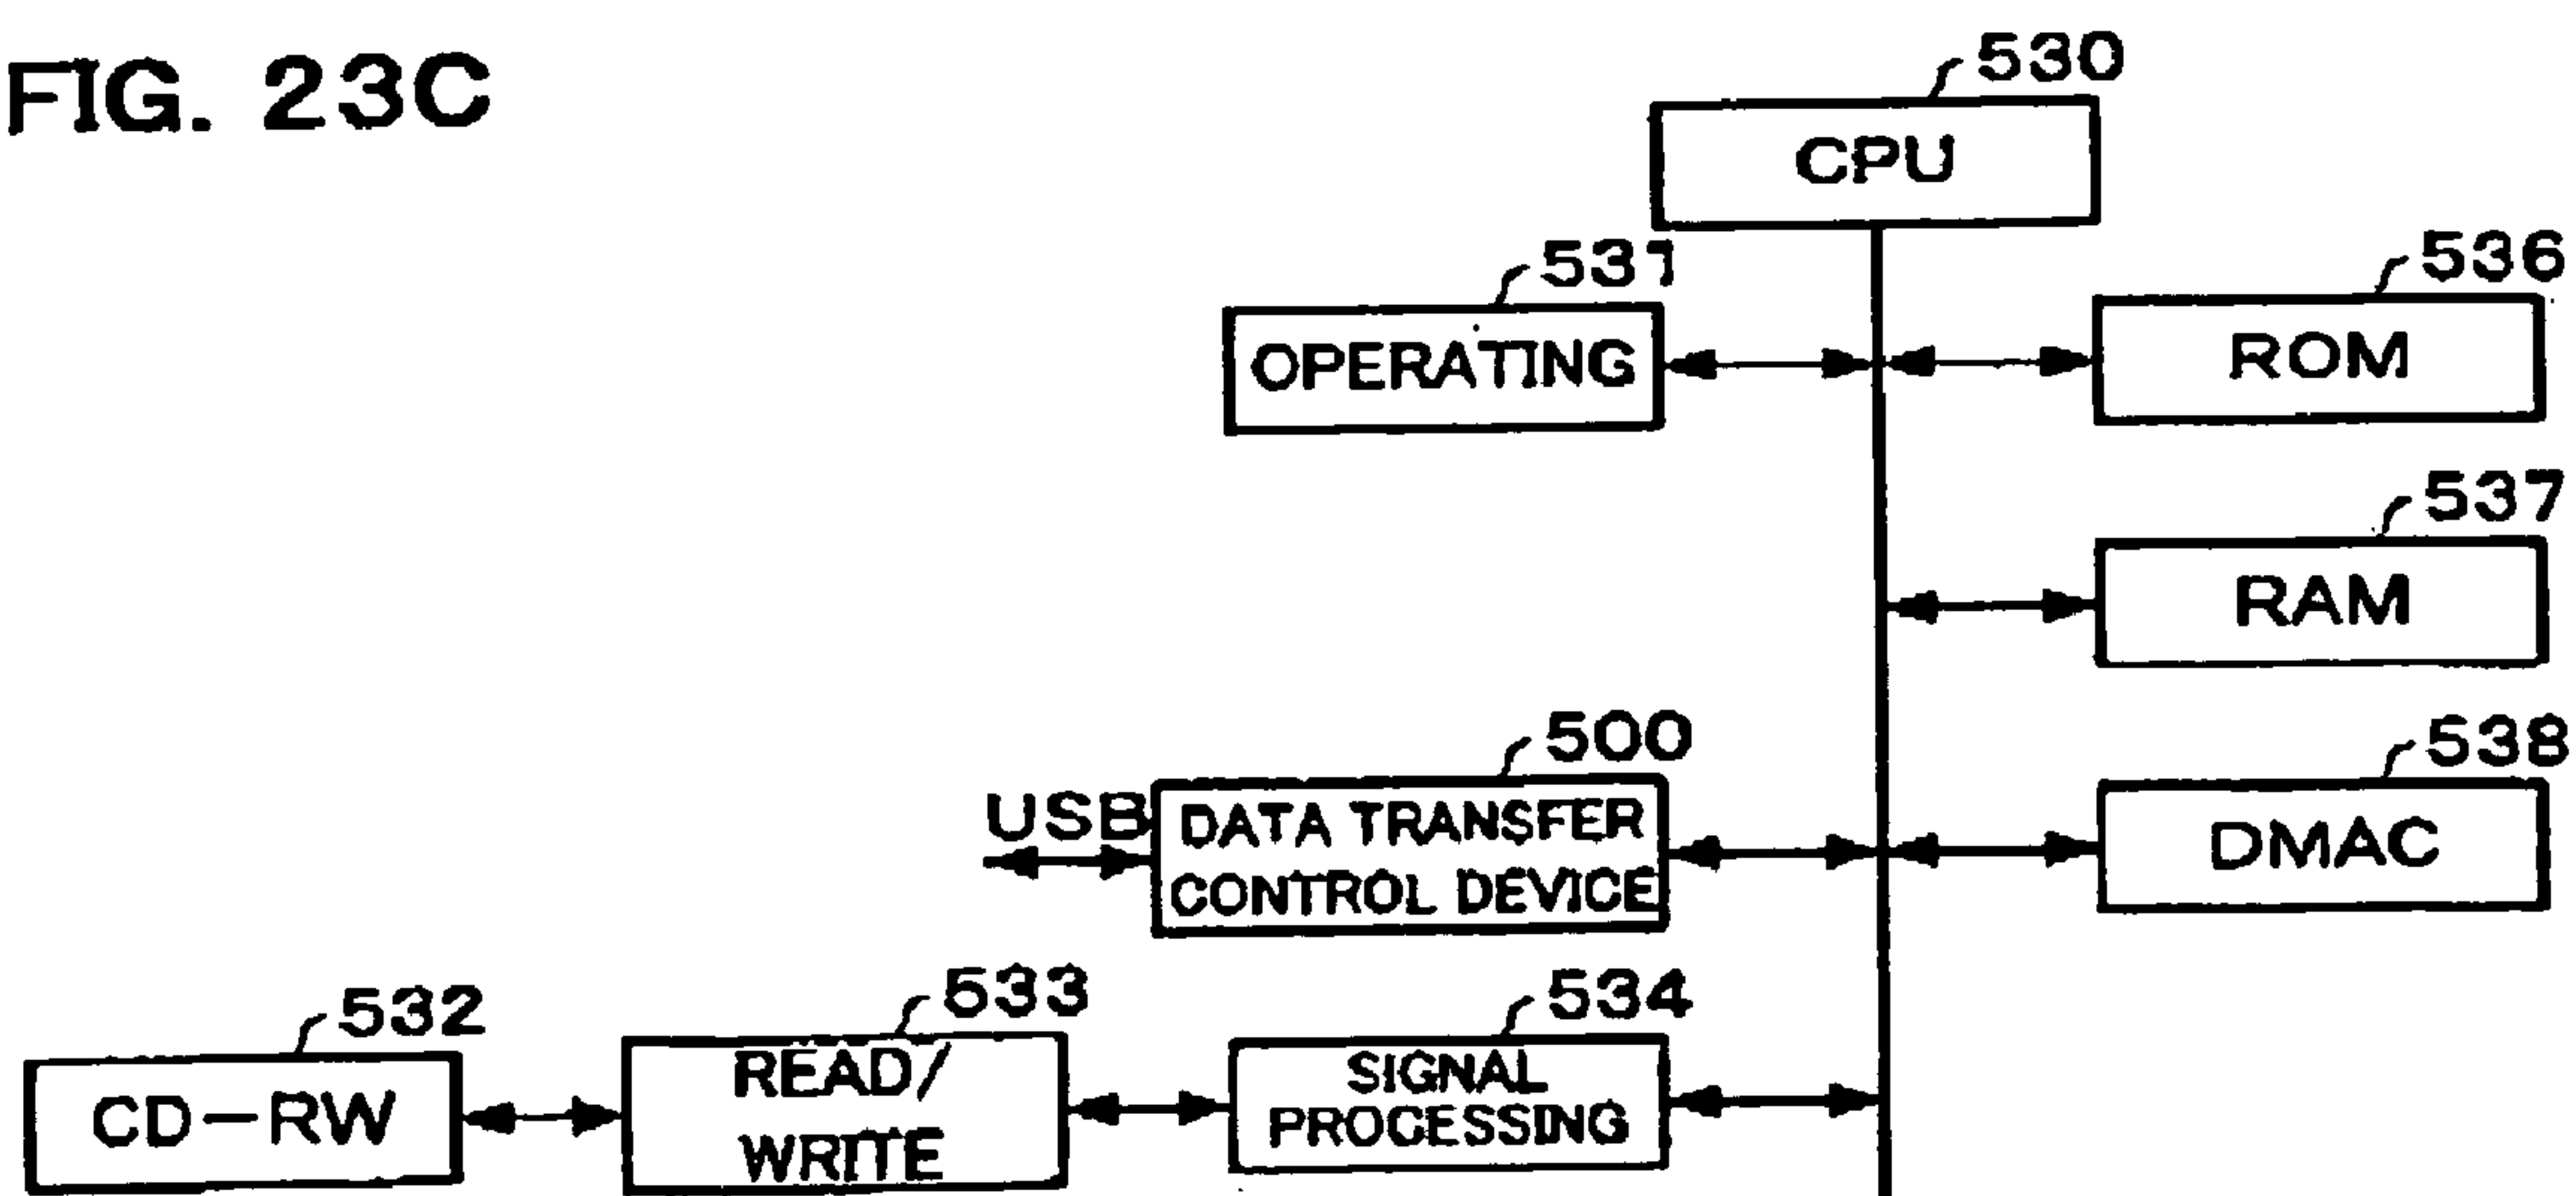 FIG. 23C
530
CPU
531
OPERATING
536
ROM
537
RAM
500
USB
DATA TRANSFER
CONTROL DEVICE
538
DMAC
532
CD-RW
533
READ/
WRITE
534
SIGNAL
PROCESSING